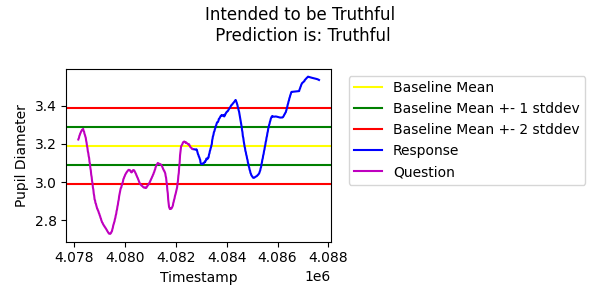 Intended to be Truthful
Prediction is: Truthful
Pupil Diameter
3.4
3.2
3.0
2.8
4.078 4.080 4.082 4.084 4.086 4.088
1e6
Timestamp
Baseline Mean
Baseline Mean +- 1 stddev
Baseline Mean +- 2 stddev
Response
Question